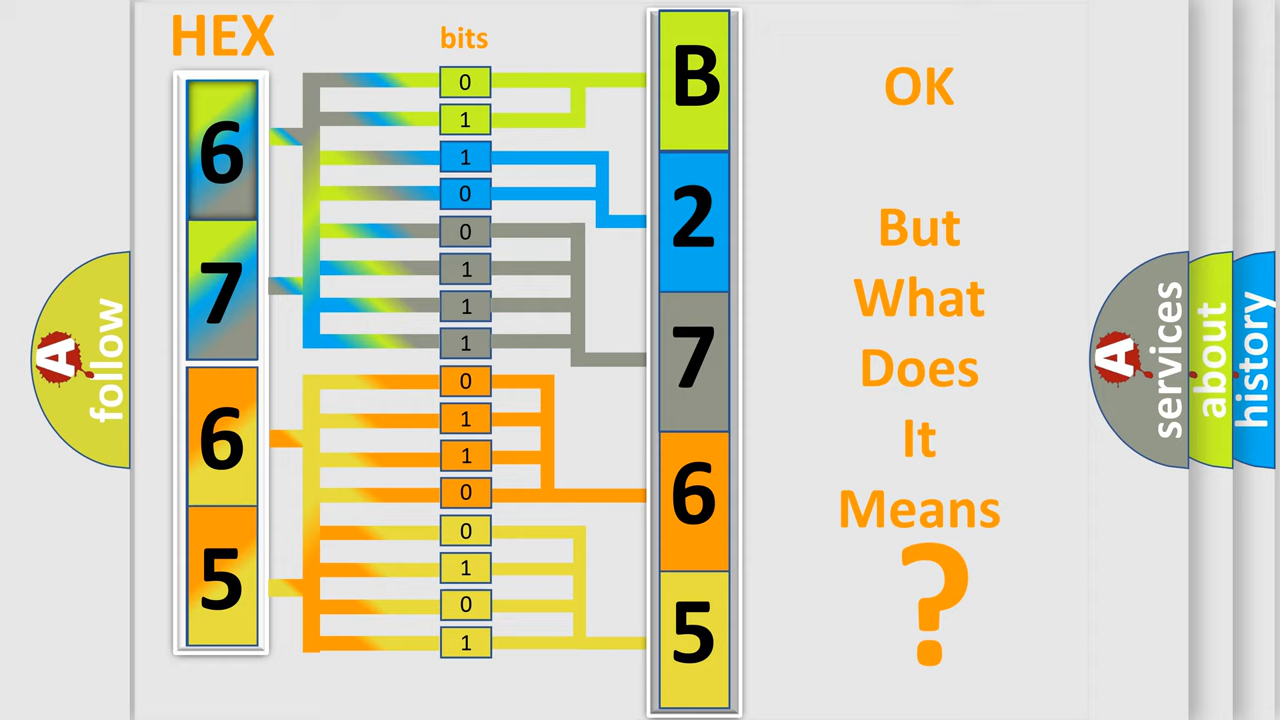 HEX
bits
6
7
6
5
0
1
1
0
0
1
1
1
0
1
1
0
0
1
0
1
B
2
7
6
5
OK
But
What
Does
It
Means
?
A
follow
A
services
about
history